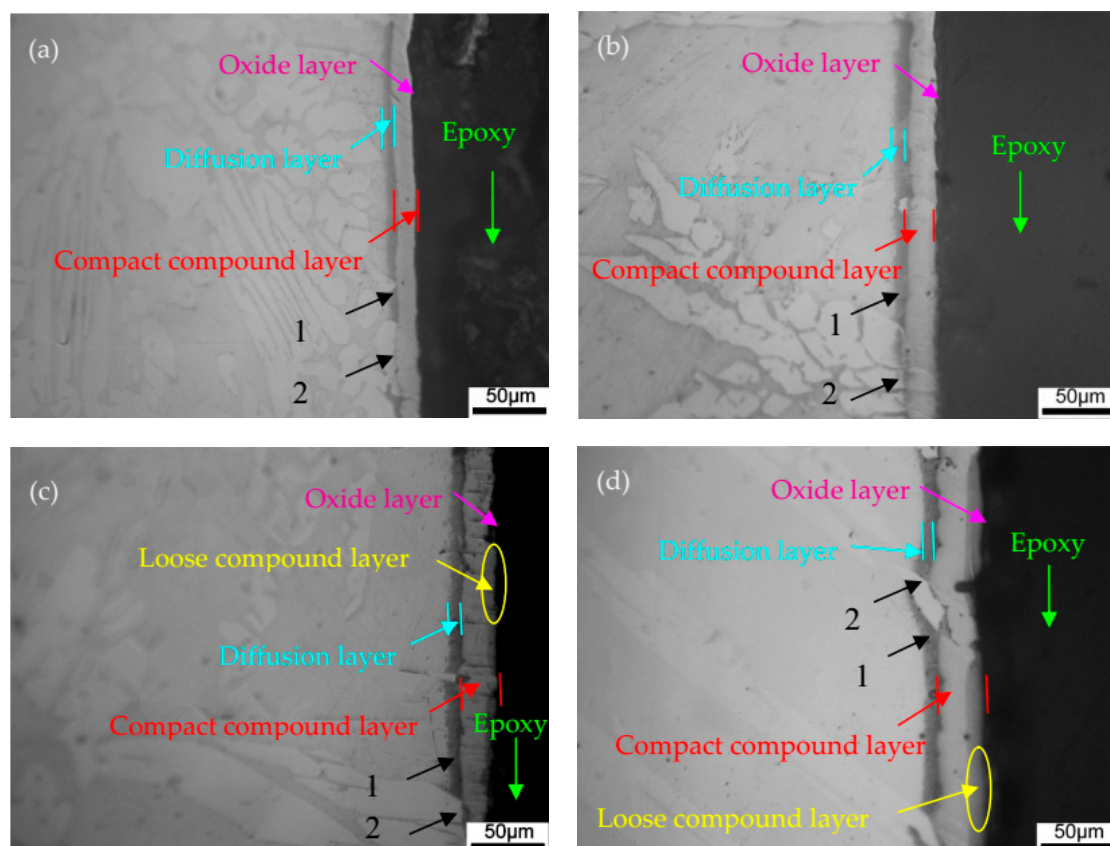 (a)
Oxide layer
Epoxy
Diffusion layer
Compact compound layer
1
2
50µm
(b)
Oxide layer
Epoxy
Diffusion layer
Compact compound layer
1
2
50µm
(c)
Oxide layer
Loose compound layer
Diffusion layer
Compact compound layer
Epoxy
1
2
50µm
(d)
Oxide layer
Epoxy
Diffusion layer
2
1
Compact compound layer
Loose compound layer
50µm